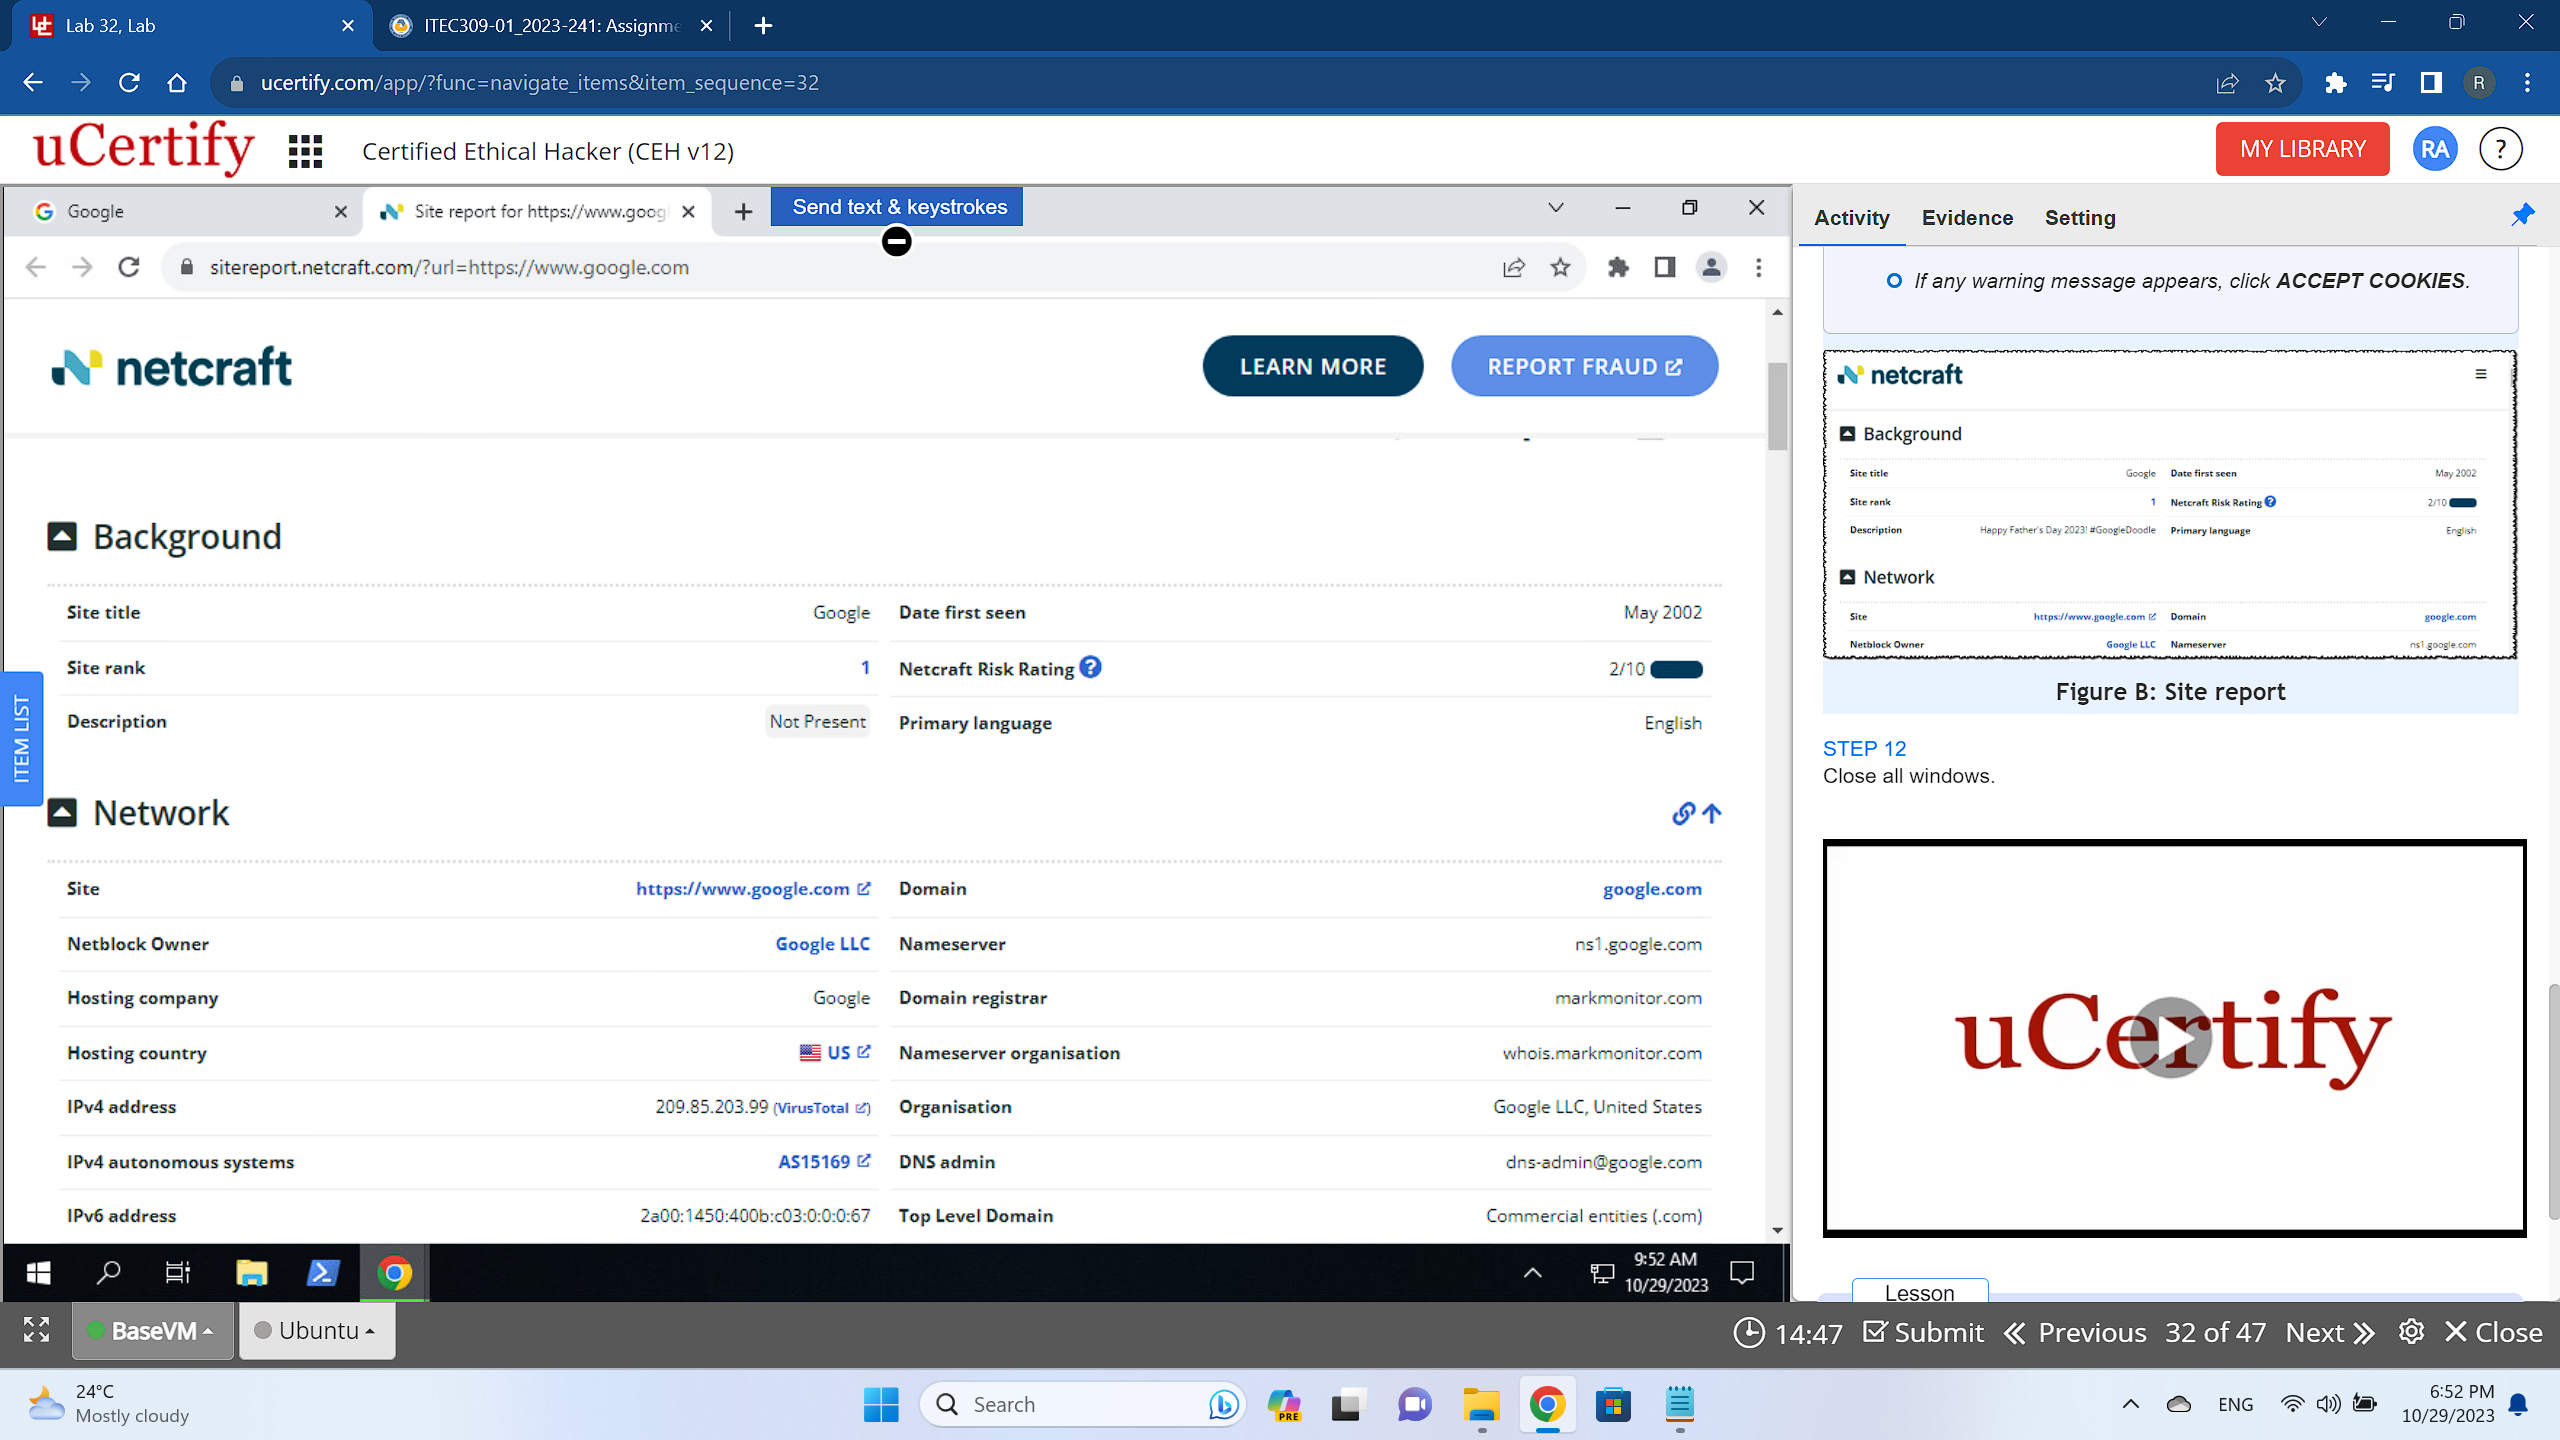 Lab 32, Lab
ITEC309-01_2023-241: Assignme
ucertify.com/app/?func=navigate_items&item_sequence=32
R
uCertify
Certified Ethical Hacker (CEH v12)
MY LIBRARY
RA
?
Google
Site report for https://www.goog
Send text & keystrokes
sitereport.netcraft.com/?url=https://www.google.com
netcraft
LEARN MORE
REPORT FRAUD
Background
Site title Google Date first seen May 2002
Site rank 1 Netcraft Risk Rating ? 2/10
Description Not Present Primary language English
Network
Site https://www.google.com Domain google.com
Netblock Owner Google LLC Nameserver ns1.google.com
Hosting company Google Domain registrar markmonitor.com
Hosting country US Nameserver organisation whois.markmonitor.com
IPv4 address 209.85.203.99 (VirusTotal) Organisation Google LLC, United States
IPv4 autonomous systems AS15169 DNS admin dns-admin@google.com
IPv6 address 2a00:1450:400b:c03:0:0:0:67 Top Level Domain Commercial entities (.com)
ITEM LIST
9:52 AM
10/29/2023
Activity Evidence Setting
If any warning message appears, click ACCEPT COOKIES.
netcraft
Background
Site title Google Date first seen May 2002
Site rank 1 Netcraft Risk Rating ? 2/10
Description Happy Father's Day 2023! #GoogleDoodle Primary language English
Network
Site https://www.google.com Domain google.com
Netblock Owner Google LLC Nameserver ns1.google.com
Figure B: Site report
STEP 12
Close all windows.
uCertify
Lesson
BaseVM
Ubuntu
14:47 Submit Previous 32 of 47 Next Close
24°C
Mostly cloudy
Search
PRE
ENG
6:52 PM
10/29/2023